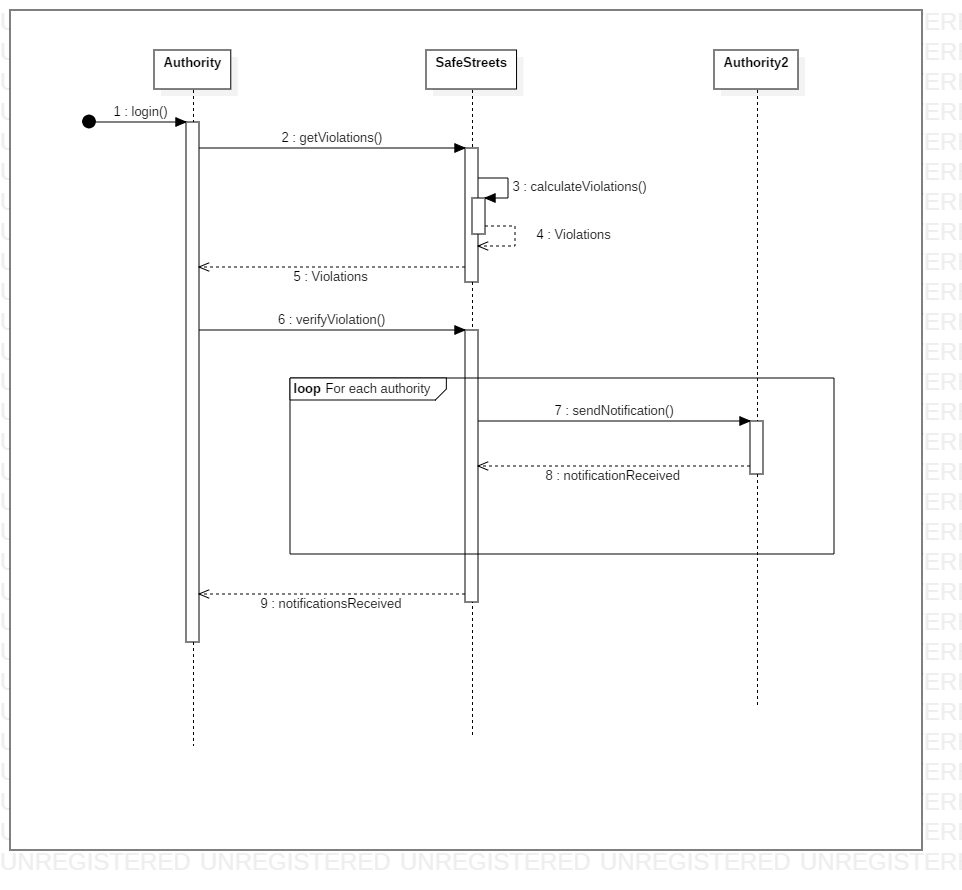 Authority
SafeStreets
Authority2
1 : login()
2 : getViolations()
3 : calculateViolations()
4 : Violations
5 : Violations
6 : verifyViolation()
loop For each authority
7 : sendNotification()
8 : notificationReceived
9 : notificationsReceived
UNREGISTERED UNREGISTERED UNREGISTERED UNREGISTERED UNREGISTERI